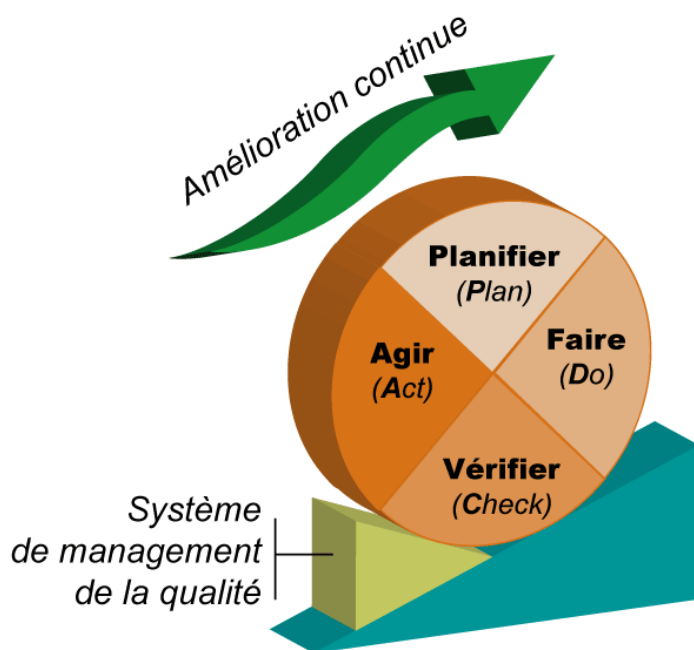 Amélioration continue
Planifier
(Plan)
Agir
(Act)
Faire
(Do)
Vérifier
(Check)
Système
de management
de la qualité